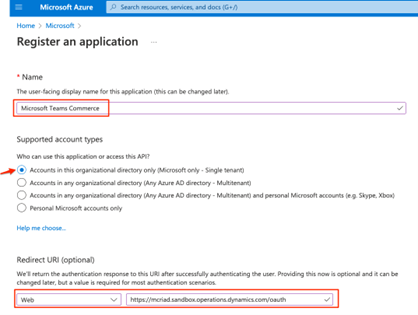 Microsoft Azure
Search resources, services, and docs (G+/)
Home > Microsoft >
Register an application ...
* Name
The user-facing display name for this application (this can be changed later).
Microsoft Teams Commerce
Supported account types
Who can use this application or access this API?
Accounts in this organizational directory only (Microsoft only - Single tenant)
Accounts in any organizational directory (Any Azure AD directory - Multitenant)
Accounts in any organizational directory (Any Azure AD directory - Multitenant) and personal Microsoft accounts (e.g. Skype, Xbox)
Personal Microsoft accounts only
Help me choose...
Redirect URI (optional)
We'll return the authentication response to this URI after successfully authenticating the user. Providing this now is optional and it can be
changed later, but a value is required for most authentication scenarios.
Web
https://mcriad.sandbox.operations.dynamics.com/oauth